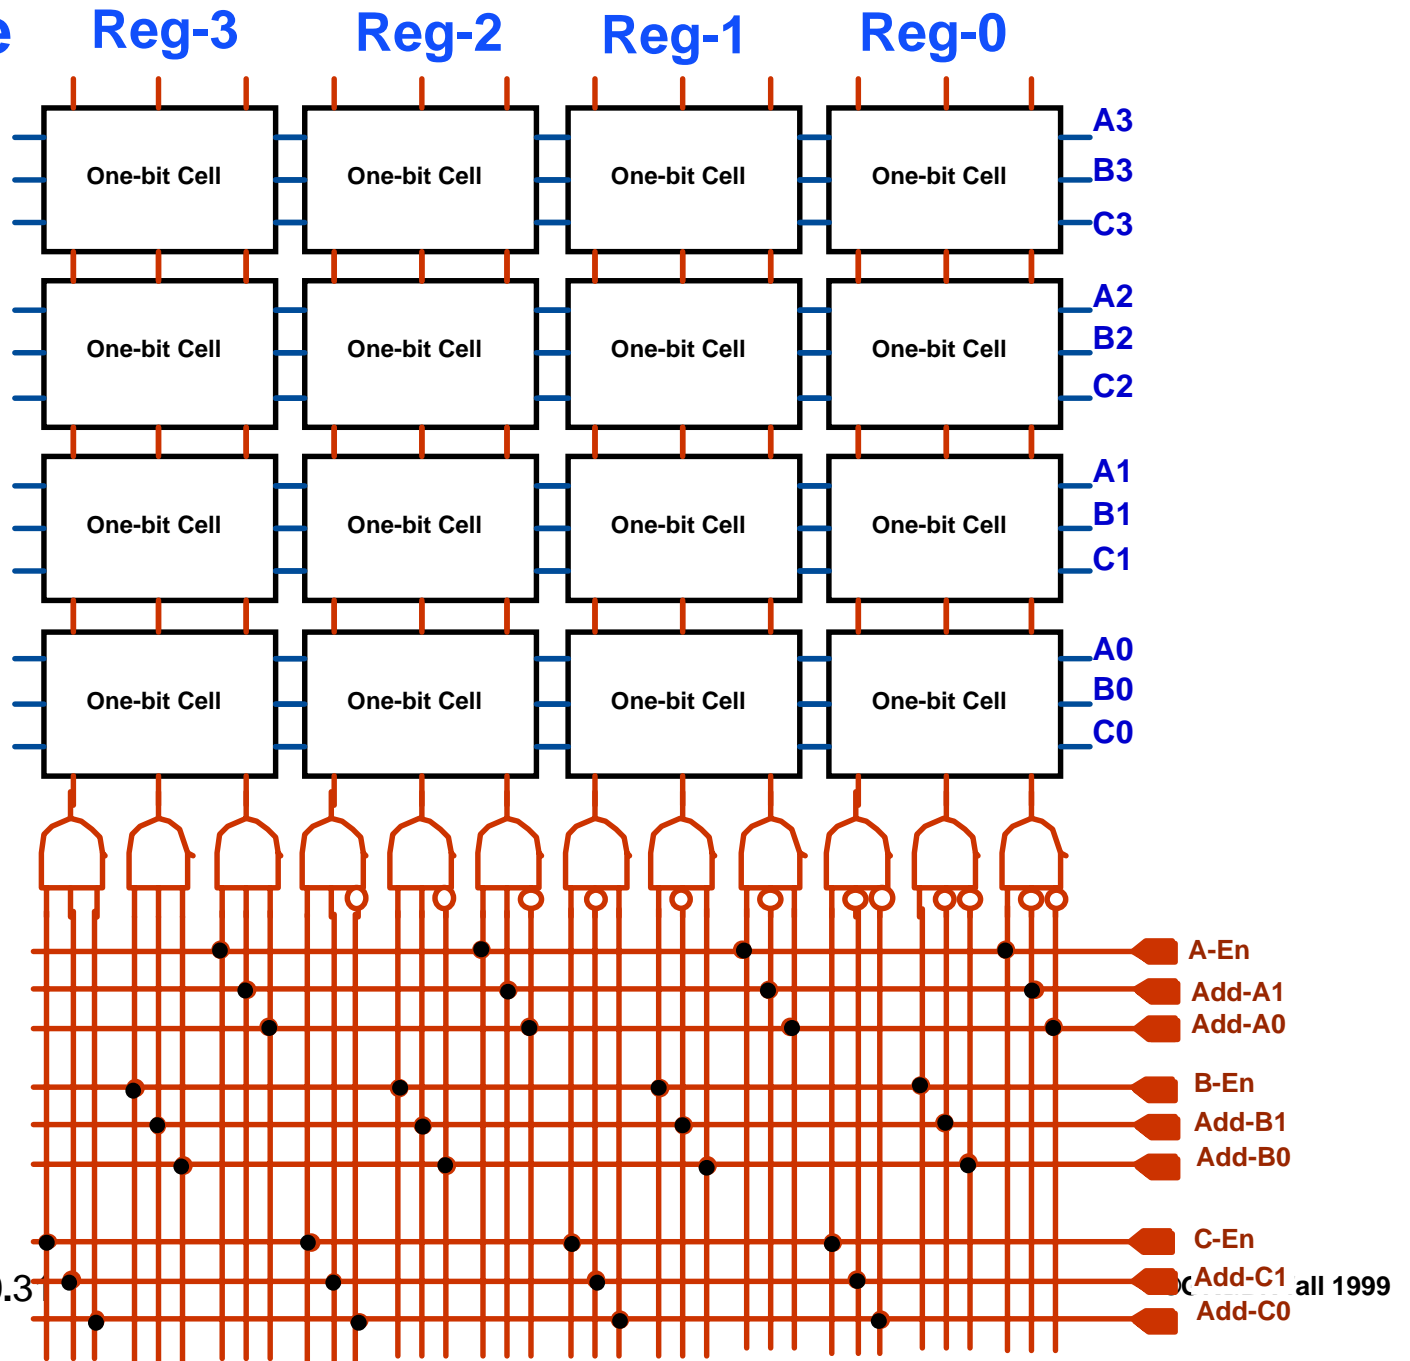 e Reg-3 Reg-2 Reg-1 Reg-0
A3
One-bit Cell One-bit Cell One-bit Cell One-bit Cell B3
C3
A2
One-bit Cell One-bit Cell One-bit Cell One-bit Cell B2
C2
A1
One-bit Cell One-bit Cell One-bit Cell One-bit Cell B1
C1
A0
One-bit Cell One-bit Cell One-bit Cell One-bit Cell B0
C0
A-En
Add-A1
Add-A0
B-En
Add-B1
Add-B0
C-En
.3 Add-C1 all 1999
Add-C0